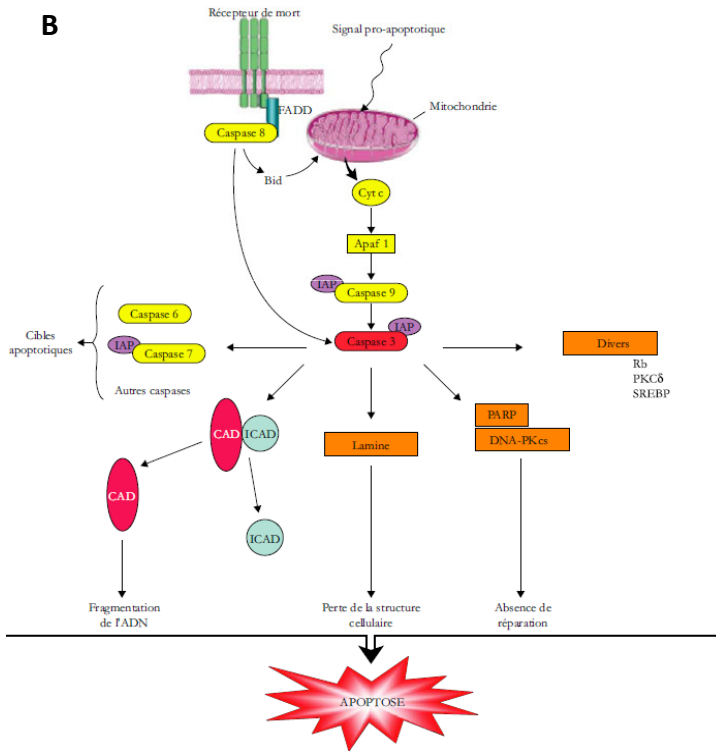 B
Récepteur de mort
Signal pro-apoptotique
FADD
Mitochondrie
Caspase 8
Bid
Cyt c
Apaf 1
IAP
Caspase 9
IAP
Caspase 3
Caspase 6
Cibles
apoptotiques
IAP
Caspase 7
Autres caspases
Divers
Rb
PKCδ
SREBP
CAD
ICAD
Lamine
PARP
DNA-PKcs
CAD
ICAD
Fragmentation
de l'ADN
Perte de la structure
cellulaire
Absence de
réparation
APOPTOSE